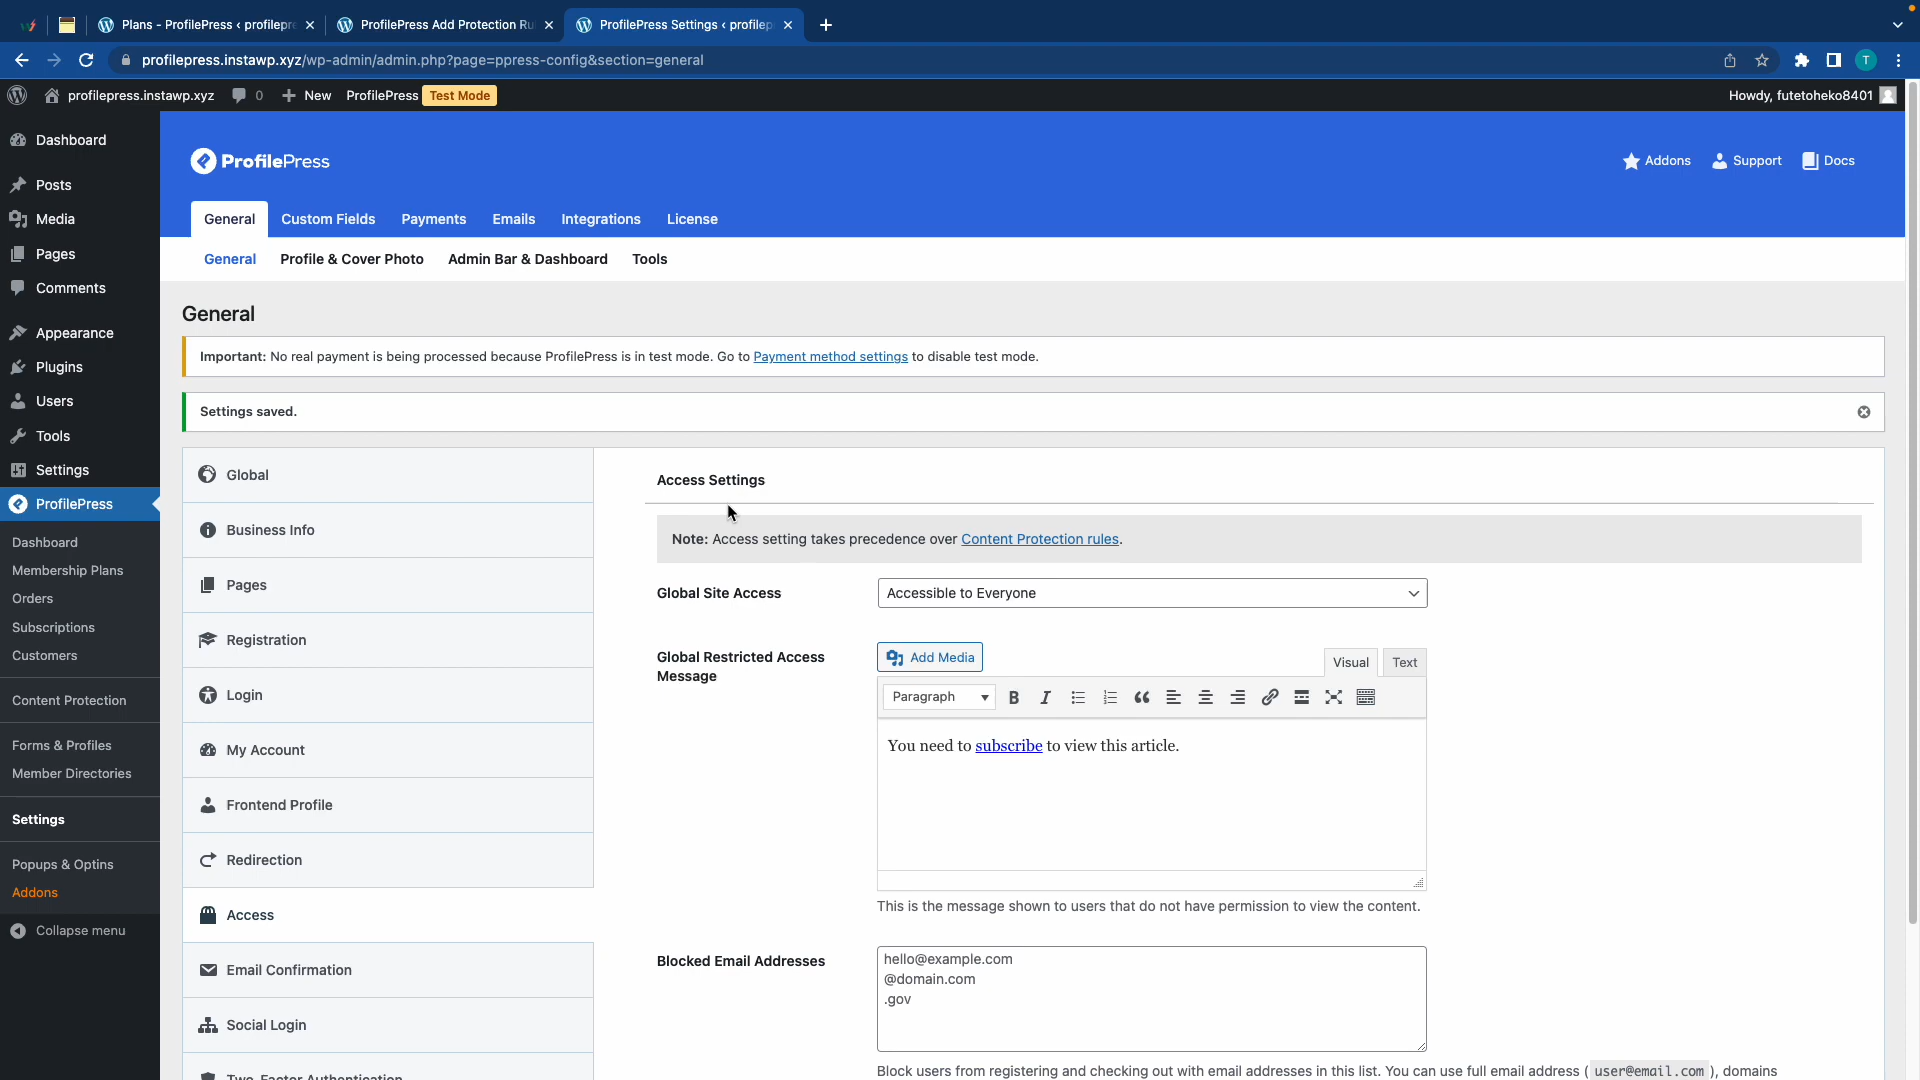 Plans - ProfilePress ‹ profilepre
ProfilePress Add Protection Ru
ProfilePress Settings ‹ profilep
profilepress.instawp.xyz/wp-admin/admin.php?page=ppress-config&section=general
T
profilepress.instawp.xyz
0
New
ProfilePress Test Mode
Howdy, futetoheko8401
Dashboard
Posts
Media
Pages
Comments
Appearance
Plugins
Users
Tools
Settings
ProfilePress
Dashboard
Membership Plans
Orders
Subscriptions
Customers
Content Protection
Forms & Profiles
Member Directories
Settings
Popups & Optins
Addons
Collapse menu
ProfilePress
Addons
Support
Docs
General Custom Fields Payments Emails Integrations License
General Profile & Cover Photo Admin Bar & Dashboard Tools
General
Important: No real payment is being processed because ProfilePress is in test mode. Go to Payment method settings to disable test mode.
Settings saved.
Global
Business Info
Pages
Registration
Login
My Account
Frontend Profile
Redirection
Access
Email Confirmation
Social Login
Two-Factor Authentication
Access Settings
Note: Access setting takes precedence over Content Protection rules.
Global Site Access
Accessible to Everyone
Global Restricted Access
Message
Add Media
Visual Text
Paragraph
You need to subscribe to view this article.
This is the message shown to users that do not have permission to view the content.
Blocked Email Addresses
hello@example.com
@domain.com
.gov
Block users from registering and checking out with email addresses in this list. You can use full email address ( user@email.com ), domains